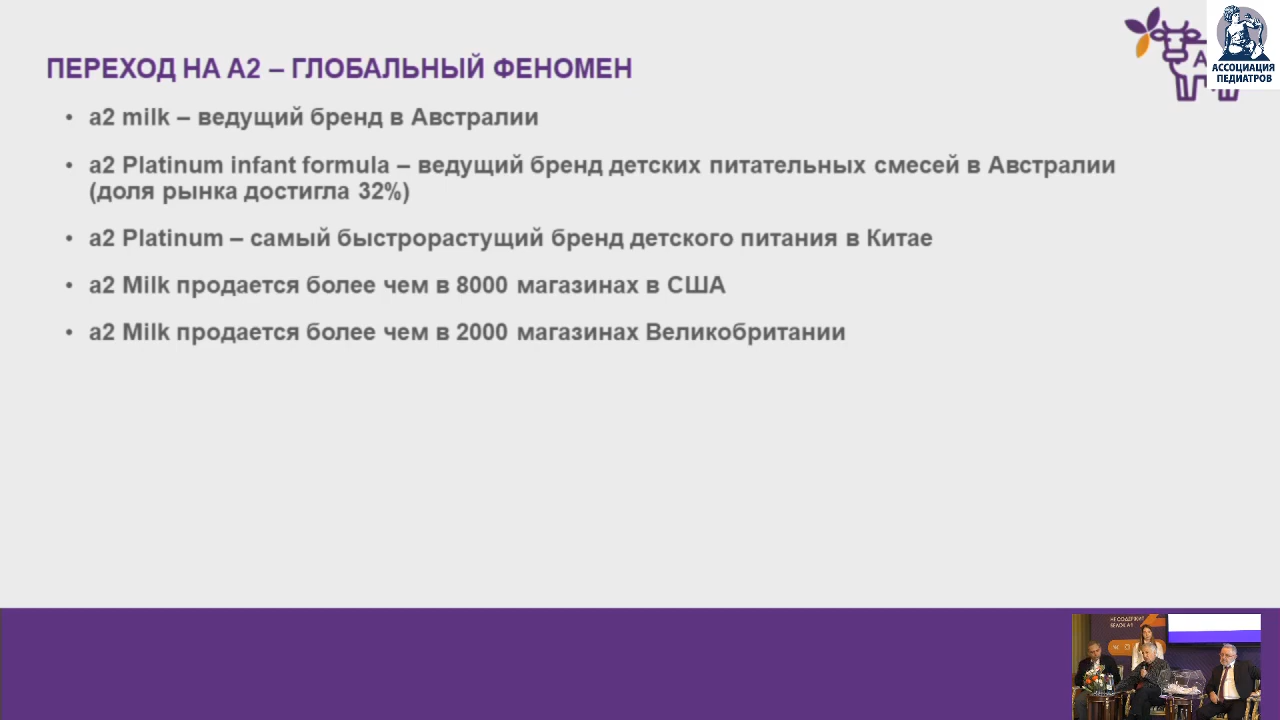 ПЕРЕХОД НА А2 – ГЛОБАЛЬНЫЙ ФЕНОМЕН
АССОЦИАЦИЯ
ПЕДИАТРОВ
• a2 milk – ведущий бренд в Австралии
• a2 Platinum infant formula – ведущий бренд детских питательных смесей в Австралии
(доля рынка достигла 32%)
• a2 Platinum – самый быстрорастущий бренд детского питания в Китае
• a2 Milk продается более чем в 8000 магазинах в США
• a2 Milk продается более чем в 2000 магазинах Великобритании
НЕ СОДЕРЖИТ